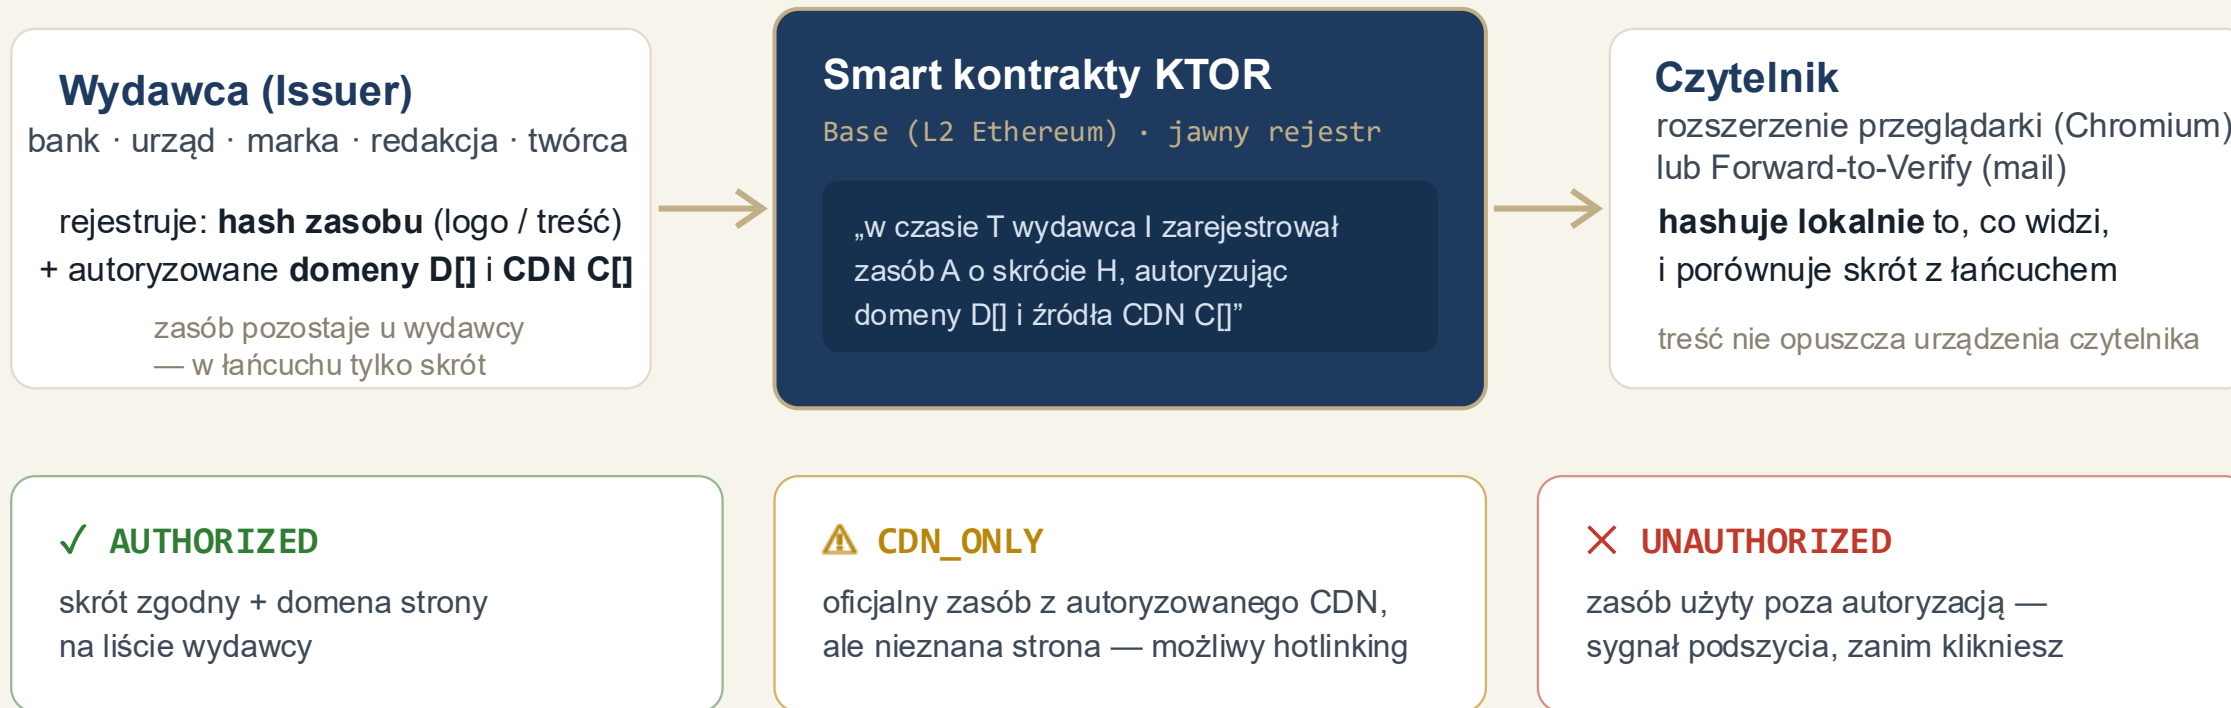 Wydawca (Issuer)
bank · urząd · marka · redakcja · twórca
rejestruje: hash zasobu (logo / treść)
+ autoryzowane domeny D[] i CDN C[]
zasób pozostaje u wydawcy
— w łańcuchu tylko skrót
Smart kontrakty KTOR
Base (L2 Ethereum) · jawny rejestr
„w czasie T wydawca I zarejestrował
zasób A o skrócie H, autoryzując
domeny D[] i źródła CDN C[]”
Czytelnik
rozszerzenie przeglądarki (Chromium)
lub Forward-to-Verify (mail)
hashuje lokalnie to, co widzi,
i porównuje skrót z łańcuchem
treść nie opuszcza urządzenia czytelnika
✓ AUTHORIZED
skrót zgodny + domena strony
na liście wydawcy
⚠ CDN_ONLY
oficjalny zasób z autoryzowanego CDN,
ale nieznana strona — możliwy hotlinking
✕ UNAUTHORIZED
zasób użyty poza autoryzacją —
sygnał podszycia, zanim klikniesz